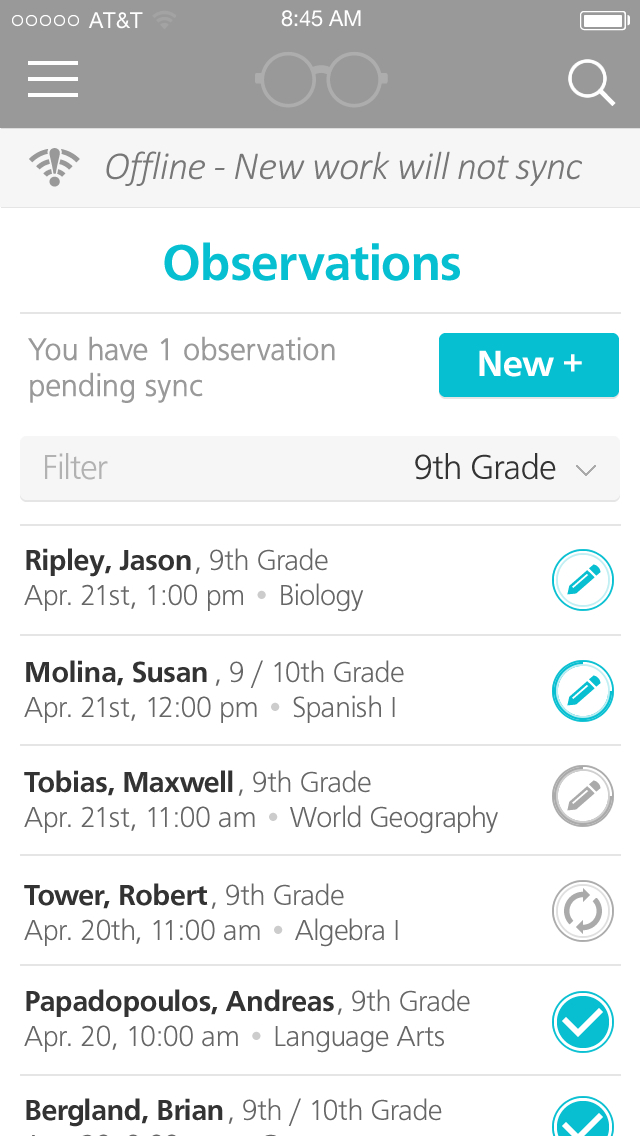 AT&T 8:45 AM
Offline - New work will not sync
Observations
You have 1 observation
pending sync
New +
Filter 9th Grade
Ripley, Jason, 9th Grade
Apr. 21st, 1:00 pm • Biology
Molina, Susan , 9 / 10th Grade
Apr. 21st, 12:00 pm • Spanish I
Tobias, Maxwell, 9th Grade
Apr. 21st, 11:00 am • World Geography
Tower, Robert, 9th Grade
Apr. 20th, 11:00 am • Algebra I
Papadopoulos, Andreas, 9th Grade
Apr. 20, 10:00 am • Language Arts
Bergland, Brian, 9th / 10th Grade